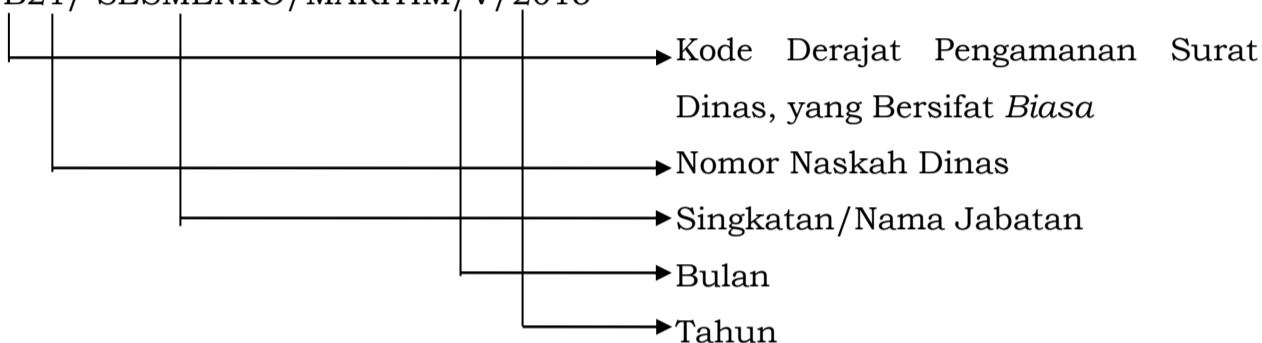 Kode Derajat Pengamanan Surat
Dinas, yang Bersifat Biasa
Nomor Naskah Dinas
Singkatan/Nama Jabatan
Bulan
Tahun